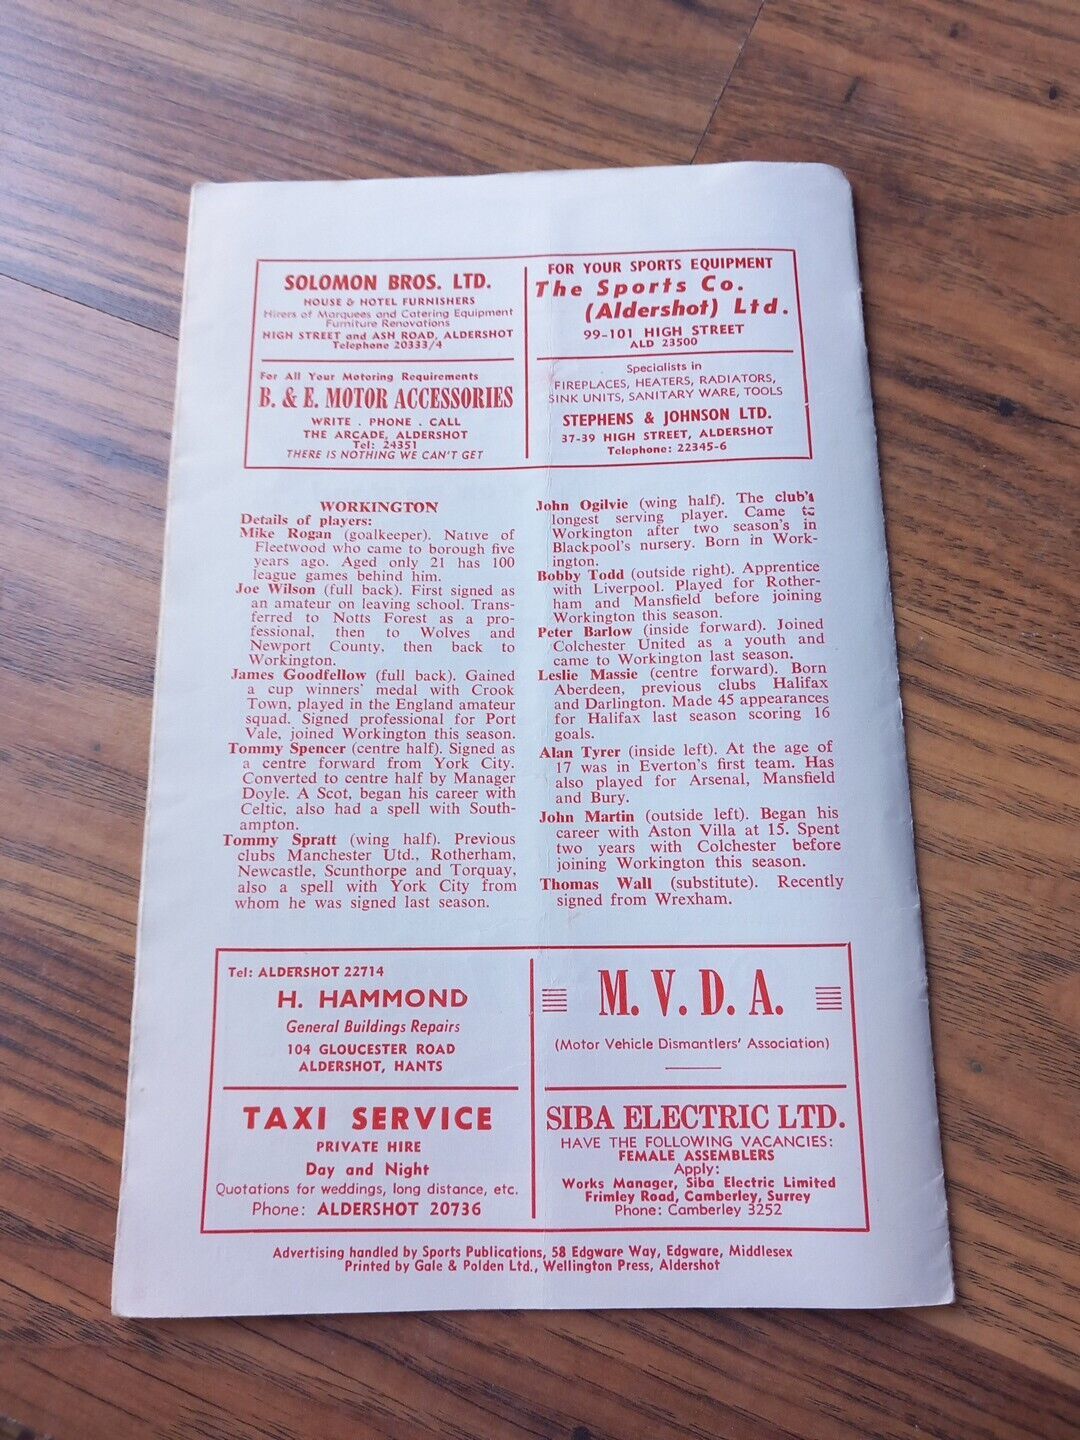 SOLOMON BROS. LTD.
HOUSE & HOTEL FURNISHERS
Hirers of Marquees and Catering Equipment
Furniture Renovations
HIGH STREET and ASH ROAD, ALDERSHOT
Telephone 20333/4
For All Your Motoring Requirements
B. & E. MOTOR ACCESSORIES
WRITE . PHONE . CALL
THE ARCADE, ALDERSHOT
Tel: 24351
THERE IS NOTHING WE CAN'T GET
FOR YOUR SPORTS EQUIPMENT
The Sports Co.
(Aldershot) Ltd.
99-101 HIGH STREET
ALD 23500
Specialists in
FIREPLACES, HEATERS, RADIATORS,
SINK UNITS, SANITARY WARE, TOOLS
STEPHENS & JOHNSON LTD.
37-39 HIGH STREET, ALDERSHOT
Telephone: 22345-6
WORKINGTON
Details of players:
Mike Rogan (goalkeeper). Native of
Fleetwood who came to borough five
years ago. Aged only 21 has 100
league games behind him.
Joe Wilson (full back). First signed as
an amateur on leaving school. Trans-
ferred to Notts Forest as a pro-
fessional, then to Wolves and
Newport County, then back to
Workington.
James Goodfellow (full back). Gained
a cup winners' medal with Crook
Town, played in the England amateur
squad. Signed professional for Port
Vale, joined Workington this season.
Tommy Spencer (centre half). Signed as
a centre forward from York City.
Converted to centre half by Manager
Doyle. A Scot, began his career with
Celtic, also had a spell with South-
ampton.
Tommy Spratt (wing half). Previous
clubs Manchester Utd., Rotherham,
Newcastle, Scunthorpe and Torquay,
also a spell with York City from
whom he was signed last season.
John Ogilvie (wing half). The club's
longest serving player. Came to
Workington after two season's in
Blackpool's nursery. Born in Work-
ington.
Bobby Todd (outside right). Apprentice
with Liverpool. Played for Rother-
ham and Mansfield before joining
Workington this season.
Peter Barlow (inside forward). Joined
Colchester United as a youth and
came to Workington last season.
Leslie Massie (centre forward). Born
Aberdeen, previous clubs Halifax
and Darlington. Made 45 appearances
for Halifax last season scoring 16
goals.
Alan Tyrer (inside left). At the age of
17 was in Everton's first team. Has
also played for Arsenal, Mansfield
and Bury.
John Martin (outside left). Began his
career with Aston Villa at 15. Spent
two years with Colchester before
joining Workington this season.
Thomas Wall (substitute). Recently
signed from Wrexham.
Tel: ALDERSHOT 22714
H. HAMMOND
General Buildings Repairs
104 GLOUCESTER ROAD
ALDERSHOT, HANTS
TAXI SERVICE
PRIVATE HIRE
Day and Night
Quotations for weddings, long distance, etc.
Phone: ALDERSHOT 20736
M. V. D. A.
(Motor Vehicle Dismantlers' Association)
SIBA ELECTRIC LTD.
HAVE THE FOLLOWING VACANCIES:
FEMALE ASSEMBLERS
Apply:
Works Manager, Siba Electric Limited
Frimley Road, Camberley, Surrey
Phone: Camberley 3252
Advertising handled by Sports Publications, 58 Edgware Way, Edgware, Middlesex
Printed by Gale & Polden Ltd., Wellington Press, Aldershot